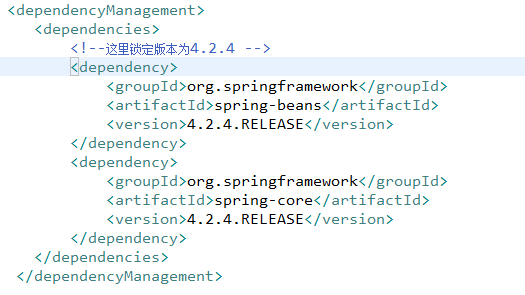 <dependencyManagement>
<dependencies>
<!--这里锁定版本为4.2.4 -->
<dependency>
<groupId>org.springframework</groupId>
<artifactId>spring-beans</artifactId>
<version>4.2.4.RELEASE</version>
</dependency>
<dependency>
<groupId>org.springframework</groupId>
<artifactId>spring-core</artifactId>
<version>4.2.4.RELEASE</version>
</dependency>
</dependencies>
</dependencyManagement>